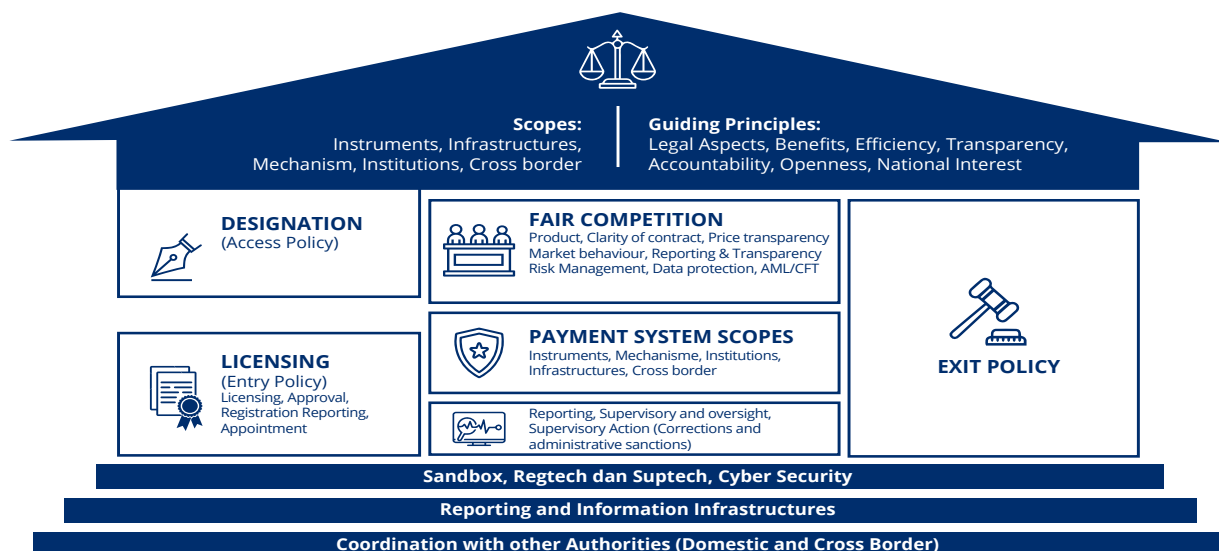 Scopes:
Instruments, Infrastructures,
Mechanism, Institutions, Cross border
Guiding Principles:
Legal Aspects, Benefits, Efficiency, Transparency,
Accountability, Openness, National Interest
DESIGNATION
(Access Policy)
LICENSING
(Entry Policy)
Licensing, Approval,
Registration Reporting,
Appointment
FAIR COMPETITION
Product, Clarity of contract, Price transparency
Market behaviour, Reporting & Transparency
Risk Management, Data protection, AML/CFT
PAYMENT SYSTEM SCOPES
Instruments, Mechanisme, Institutions,
Infrastructures, Cross border
Reporting, Supervisory and oversight,
Supervisory Action (Corrections and
administrative sanctions)
EXIT POLICY
Sandbox, Regtech dan Suptech, Cyber Security
Reporting and Information Infrastructures
Coordination with other Authorities (Domestic and Cross Border)